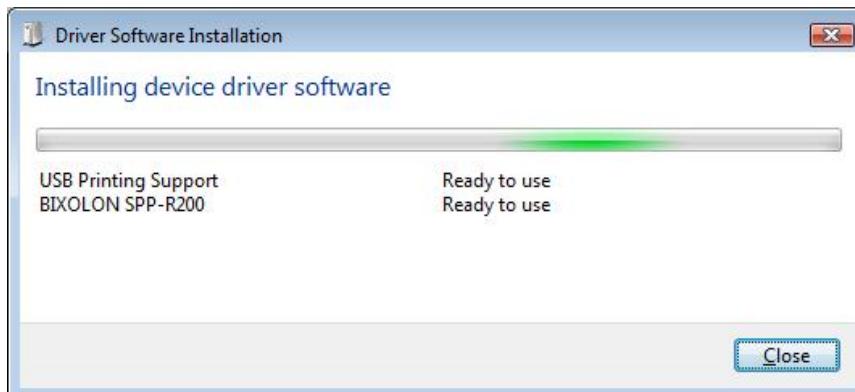 Driver Software Installation
Installing device driver software
USB Printing Support Ready to use
BIXOLON SPP-R200 Ready to use
Close